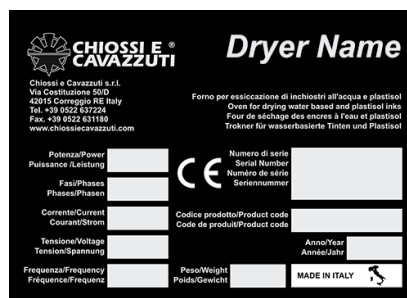 CHIOSSI E ®
CAVAZZUTI
Dryer Name
Chiossi e Cavazzuti s.r.l.
Via Costituzione 50/D
42015 Correggio RE Italy
Tel. +39 0522 637224
Fax. +39 0522 631180
www.chiossiecavazzuti.com
Forno per essiccazione di inchiostri all'acqua e plastisol
Oven for drying water based and plastisol inks
Four de séchage des encres à l'eau et plastisol
Trokner für wasserbasierte Tinten und Plastisol
Potenza/Power
Puissance /Leistung
Fasi/Phases
Phases/Phasen
Corrente/Current
Courant/Strom
Tensione/Voltage
Tension/Spannung
Frequenza/Frequency
Fréquence/Frequenz
CE
Numero di serie
Serial Number
Numéro de série
Seriennummer
Codice prodotto/Product code
Code de produit/Product code
Anno/Year
Année/Jahr
Peso/Weight
Poids/Gewicht
MADE IN ITALY